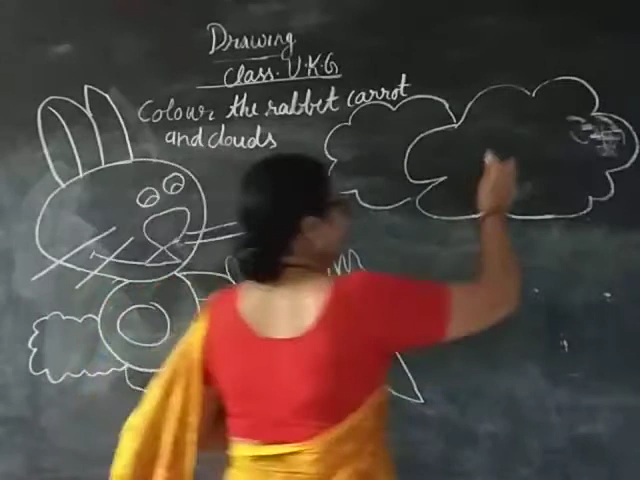 Drawing
Class. U.K.G
Colour the rabbit carrot
and clouds